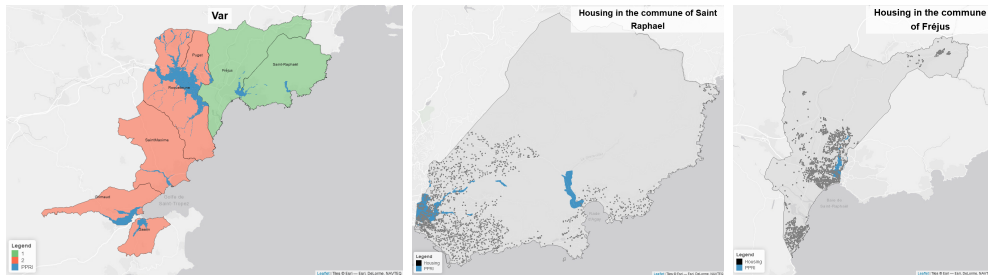 Var
Puget
Fréjus
Saint-Raphaël
Roquebrune
Sainte-Maxime
Grimaud
Golfe de
Saint-Tropez
Gassin
Legend
1
2
PPRI
Leaflet | Tiles © Esri — Esri, DeLorme, NAVTEQ
Housing in the commune of Saint
Raphael
Legend
Housing
PPRI
Leaflet | Tiles © Esri — Esri, DeLorme, NAVTEQ
Housing in the commune
of Fréjus
Baie de
Saint-Raphaël
Legend
Housing
PPRI
Leaflet | Tiles © Esri — Esri, DeLorme, NAVTEQ